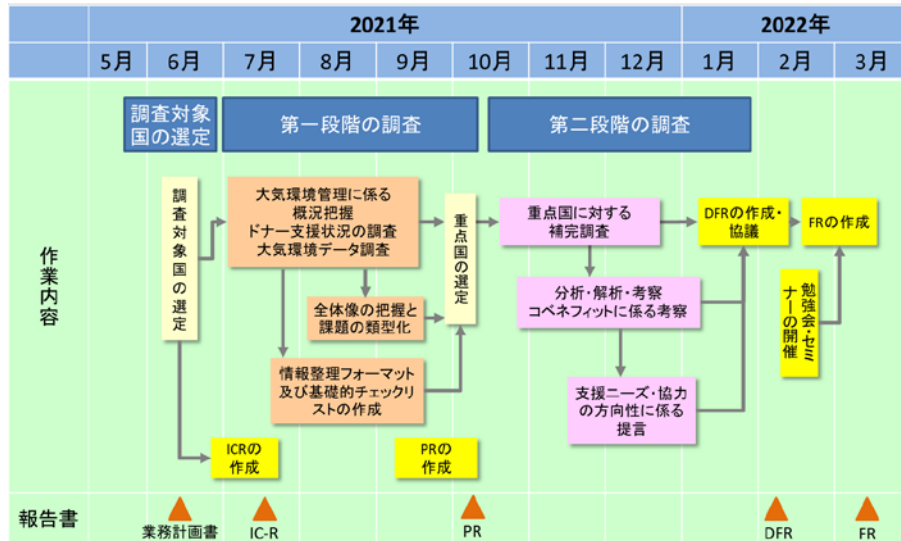 2021年
2022年
5月
6月
7月
8月
9月
10月
11月
12月
1月
2月
3月
作業内容
調査対象
国の選定
第一段階の調査
第二段階の調査
調査対象国の選定
大気環境管理に係る
概況把握
ドナー支援状況の調査
大気環境データ調査
重点国の選定
重点国に対する
補完調査
DFRの作成・
協議
FRの作成
全体像の把握と
課題の類型化
分析・解析・考察
コベネフィットに係る考察
勉強会・セミ
ナーの開催
情報整理フォーマット
及び基礎的チェックリ
ストの作成
支援ニーズ・協力
の方向性に係る
提言
ICRの
作成
PRの
作成
報告書
業務計画書
IC-R
PR
DFR
FR